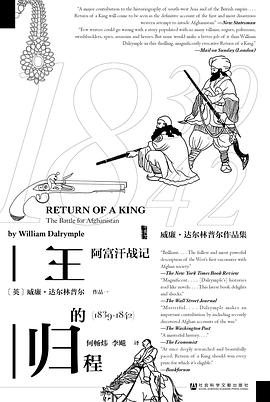 "A major contribution to the historiography of south-west Asia and of the British empire . . . .
Return of a King will come to be seen as the definitive account of the first and most disastrous
western attempt to invade Afghanistan." —New Statesman
"Few writers could go wrong with a story populated with so many villains, rogues, poltroons,
swashbucklers, spies, assassins and heroes. But none would make a better job of it than William
Dalrymple in this thrilling, magnificently evocative Return of a King."
—Mail on Sunday (London)
1839
1842
RETURN OF A KING
The Battle for Afghanistan
by William Dalrymple
威廉·达尔林普尔作品集
王
的
归
程
阿富汗战记
[英] 威廉·达尔林普尔 作品一
[1839-1842]
何畅炜 李飚 译
"Brilliant. . . . The fullest and most powerful
description of the West's first encounter with
Afghan society."
—The New York Times Book Review
"Magnificent. . . . [Dalrymple's] histories
read like novels. . . . This latest book delights
and shocks."
—The Wall Street Journal
"Masterful. . . . Dalrymple makes an
important contribution by including recently
discovered Afghan accounts of the war."
—The Washington Post
"A masterful history. . . ."
—The Economist
"At once deeply researched and beautifully
paced, Return of a King should win every
prize for which it's eligible."
—Bookforum
社会科学文献出版社